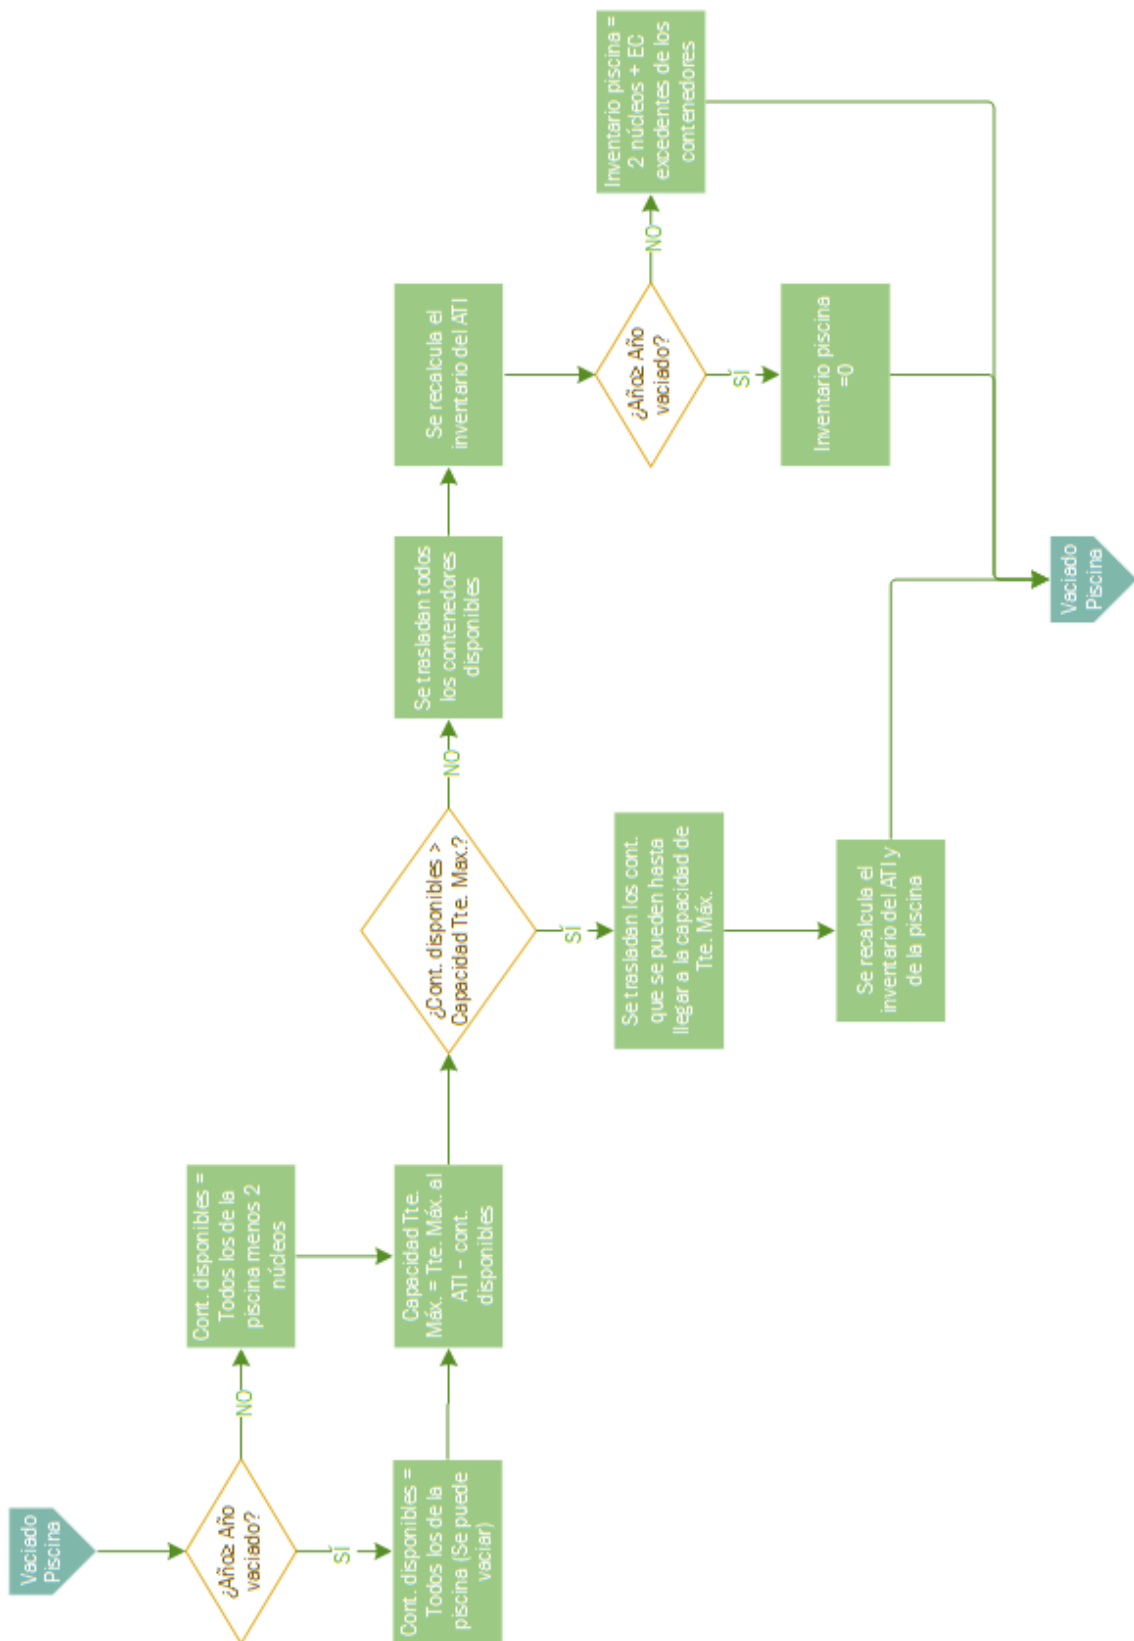 Vaciado
Piscina
¿Año≥ Año
vaciado?
NO
Cont. disponibles =
Todos los de la
piscina menos 2
núcleos
SÍ
Cont. disponibles =
Todos los de la
piscina (Se puede
vaciar)
Capacidad Tte.
Máx. = Tte. Máx. al
ATI – cont.
disponibles
¿Cont. disponibles >
Capacidad Tte. Max.?
NO
Se trasladan todos
los contenedores
disponibles
Se recalcula el
inventario del ATI
SÍ
Se trasladan los cont.
que se pueden hasta
llegar a la capacidad de
Tte. Máx.
Se recalcula el
inventario del ATI y
de la piscina
¿Año≥ Año
vaciado?
NO
Inventario piscina =
2 núcleos + EC
excedentes de los
contenedores
SÍ
Inventario piscina
=0
Vaciado
Piscina